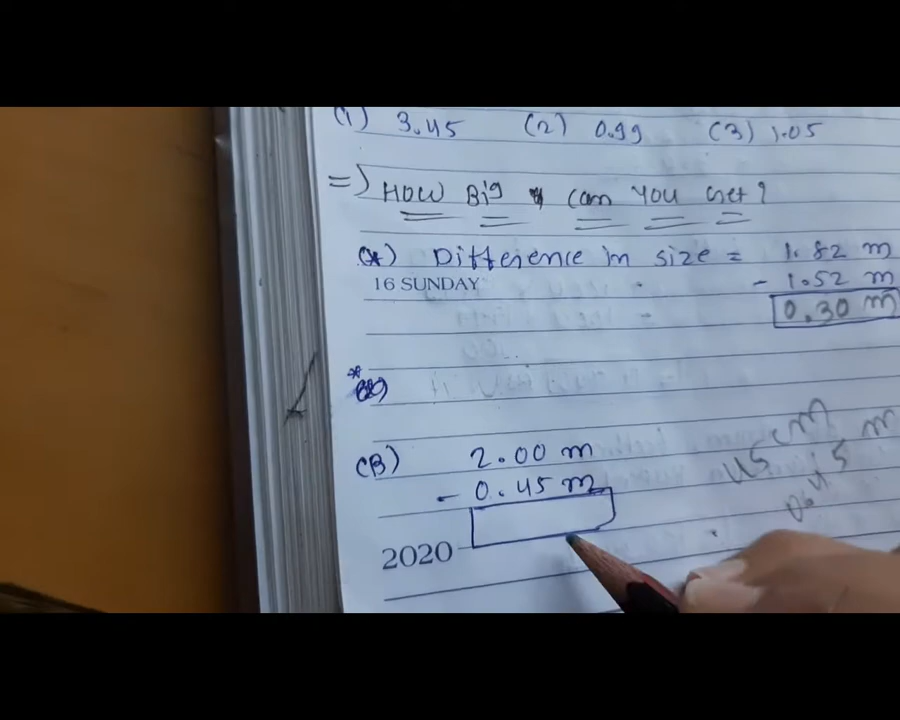 (1) 3.45 (2) 0.99 (3) 1.05
=> HOW Big can you Get?
(*) Difference in size = 1.82 m
16 SUNDAY - 1.52 m
0.30 m
*
(B) 2.00 m
- 0.45 m
2020
45 cm
0.45 m